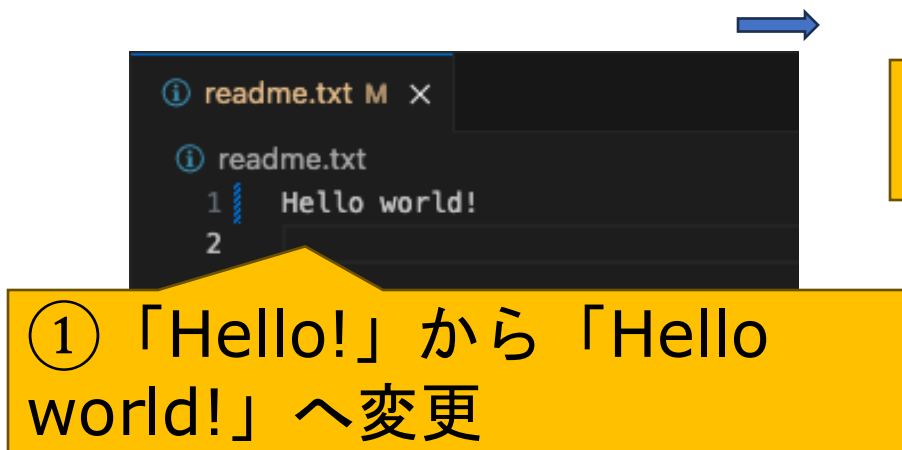 readme.txt M ×
readme.txt
1 Hello world!
2
①「Hello!」から「Hello
world!」へ変更